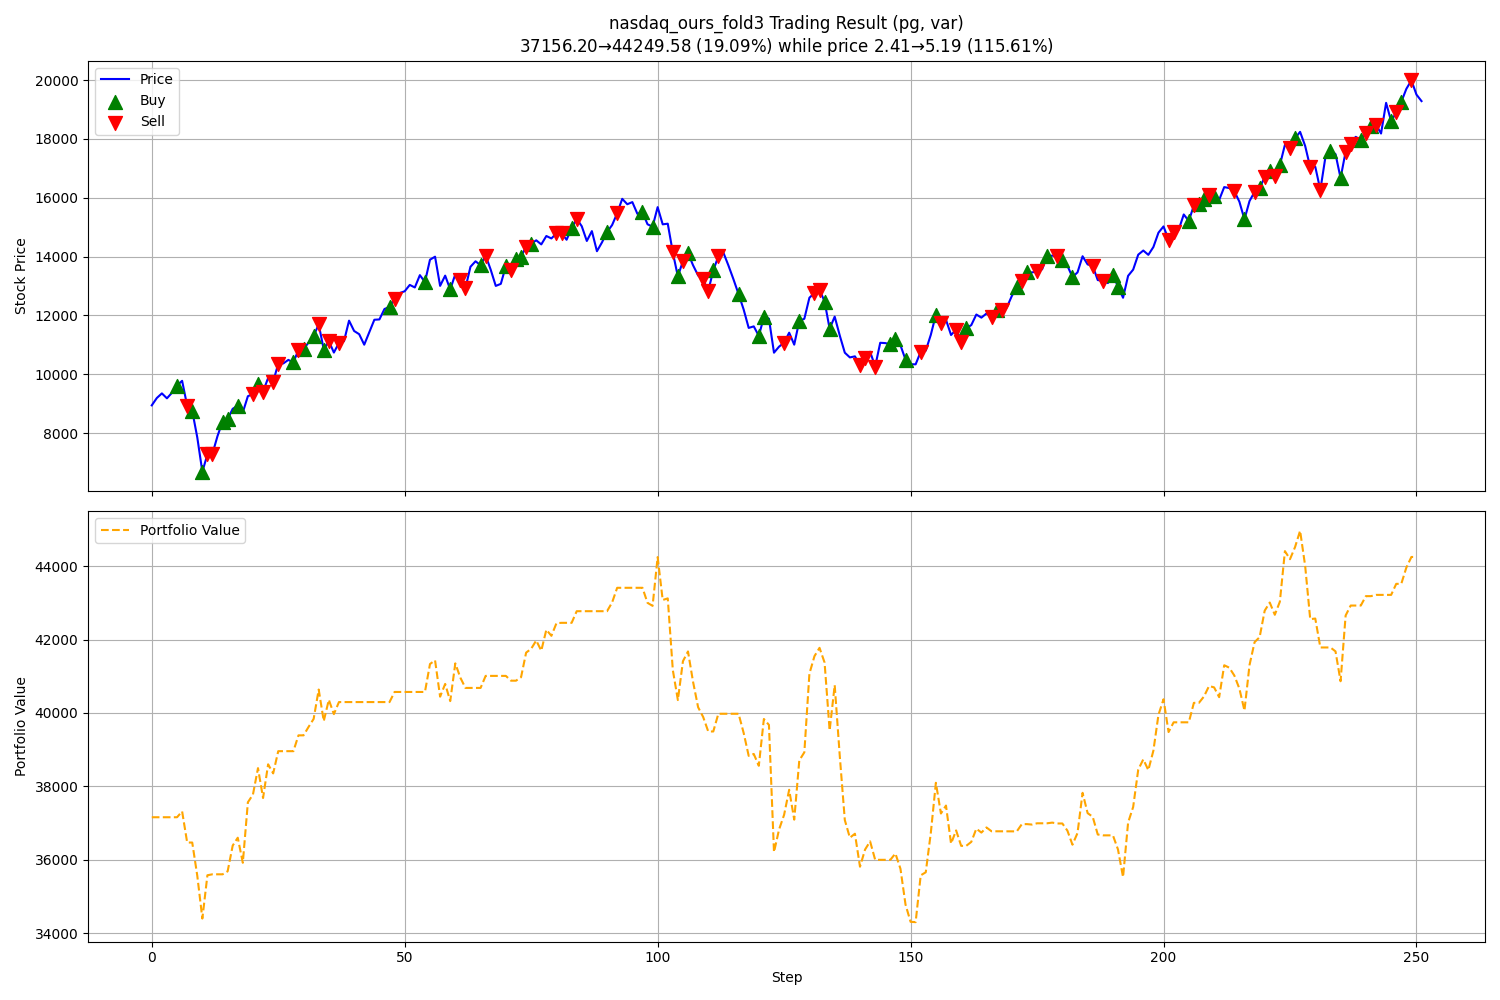 nasdaq_ours_fold3 Trading Result (pg, var)
37156.20→44249.58 (19.09%) while price 2.41→5.19 (115.61%)
Price
Buy
Sell
Stock Price
20000
18000
16000
14000
12000
10000
8000
Portfolio Value
Portfolio Value
44000
42000
40000
38000
36000
34000
0
50
100
150
200
250
Step